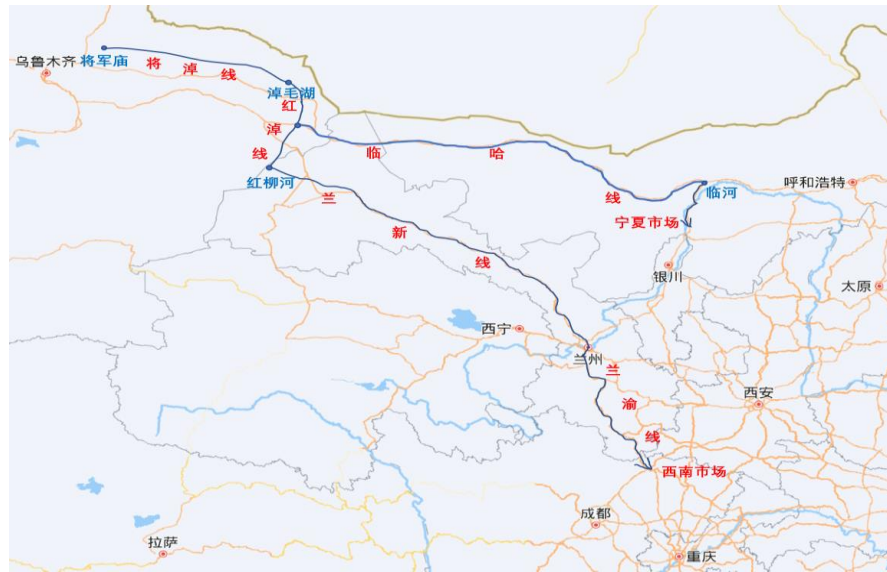 乌鲁木齐
将军庙
将淖线
淖毛湖
红淖线
临哈线
红柳河
临河
呼和浩特
兰新线
宁夏市场
银川
太原
西宁
兰州
兰渝线
西安
西南市场
成都
拉萨
重庆